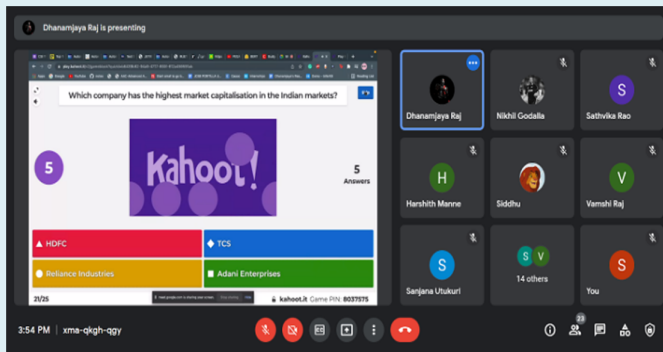 Dhanamjaya Raj is presenting
Which company has the highest market capitalisation in the Indian markets?
5
Kahoot!
5
Answers
HDFC
TCS
Reliance Industries
Adani Enterprises
21/25
kahoot.it Game PIN: 8037575
Dhanamjaya Raj
Nikhil Godalla
S
Sathvika Rao
H
Harshith Manne
Siddhu
V
Vamshi Raj
S
Sanjana Utukuri
S V
14 others
S
You
3:54 PM | xma-qkgh-qgy
23